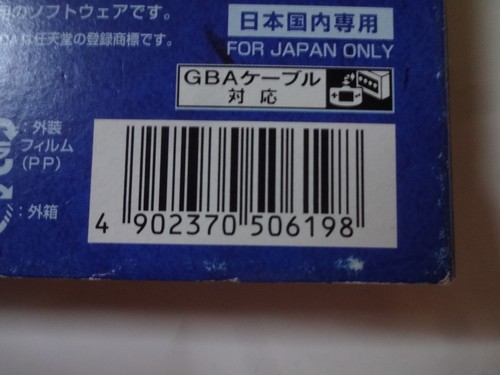 のソフトウェアです。
は任天堂の登録商標です。
日本国内専用
FOR JAPAN ONLY
GBAケーブル
対応
:外装
フィルム
(PP)
:外箱
4 902370 506198